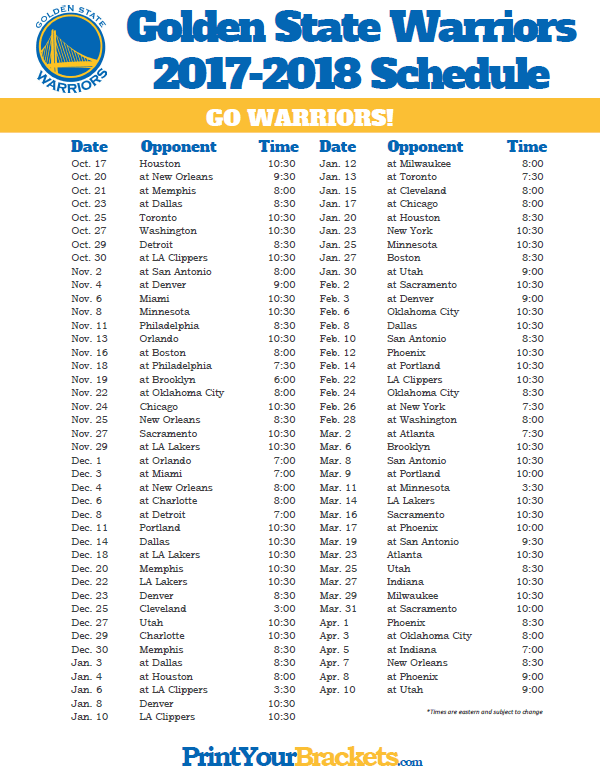 GOLDEN STATE
WARRIORS
Golden State Warriors
2017-2018 Schedule
GO WARRIORS!
Date Opponent Time
Oct. 17 Houston 10:30
Oct. 20 at New Orleans 9:30
Oct. 21 at Memphis 8:00
Oct. 23 at Dallas 8:30
Oct. 25 Toronto 10:30
Oct. 27 Washington 10:30
Oct. 29 Detroit 8:30
Oct. 30 at LA Clippers 10:30
Nov. 2 at San Antonio 8:00
Nov. 4 at Denver 9:00
Nov. 6 Miami 10:30
Nov. 8 Minnesota 10:30
Nov. 11 Philadelphia 8:30
Nov. 13 Orlando 10:30
Nov. 16 at Boston 8:00
Nov. 18 at Philadelphia 7:30
Nov. 19 at Brooklyn 6:00
Nov. 22 at Oklahoma City 8:00
Nov. 24 Chicago 10:30
Nov. 25 New Orleans 8:30
Nov. 27 Sacramento 10:30
Nov. 29 at LA Lakers 10:30
Dec. 1 at Orlando 7:00
Dec. 3 at Miami 7:00
Dec. 4 at New Orleans 8:00
Dec. 6 at Charlotte 8:00
Dec. 8 at Detroit 7:00
Dec. 11 Portland 10:30
Dec. 14 Dallas 10:30
Dec. 18 at LA Lakers 10:30
Dec. 20 Memphis 10:30
Dec. 22 LA Lakers 10:30
Dec. 23 Denver 8:30
Dec. 25 Cleveland 3:00
Dec. 27 Utah 10:30
Dec. 29 Charlotte 10:30
Dec. 30 Memphis 8:30
Jan. 3 at Dallas 8:30
Jan. 4 at Houston 8:00
Jan. 6 at LA Clippers 3:30
Jan. 8 Denver 10:30
Jan. 10 LA Clippers 10:30
Date Opponent Time
Jan. 12 at Milwaukee 8:00
Jan. 13 at Toronto 7:30
Jan. 15 at Cleveland 8:00
Jan. 17 at Chicago 8:00
Jan. 20 at Houston 8:30
Jan. 23 New York 10:30
Jan. 25 Minnesota 10:30
Jan. 27 Boston 8:30
Jan. 30 at Utah 9:00
Feb. 2 at Sacramento 10:30
Feb. 3 at Denver 9:00
Feb. 6 Oklahoma City 10:30
Feb. 8 Dallas 10:30
Feb. 10 San Antonio 8:30
Feb. 12 Phoenix 10:30
Feb. 14 at Portland 10:30
Feb. 22 LA Clippers 10:30
Feb. 24 Oklahoma City 8:30
Feb. 26 at New York 7:30
Feb. 28 at Washington 8:00
Mar. 2 at Atlanta 7:30
Mar. 6 Brooklyn 10:30
Mar. 8 San Antonio 10:30
Mar. 9 at Portland 10:00
Mar. 11 at Minnesota 3:30
Mar. 14 LA Lakers 10:30
Mar. 16 Sacramento 10:30
Mar. 17 at Phoenix 10:00
Mar. 19 at San Antonio 9:30
Mar. 23 Atlanta 10:30
Mar. 25 Utah 8:30
Mar. 27 Indiana 10:30
Mar. 29 Milwaukee 10:30
Mar. 31 at Sacramento 10:00
Apr. 1 Phoenix 8:30
Apr. 3 at Oklahoma City 8:00
Apr. 5 at Indiana 7:00
Apr. 7 New Orleans 8:30
Apr. 8 at Phoenix 9:00
Apr. 10 at Utah 9:00
*Times are eastern and subject to change
PrintYourBrackets.com